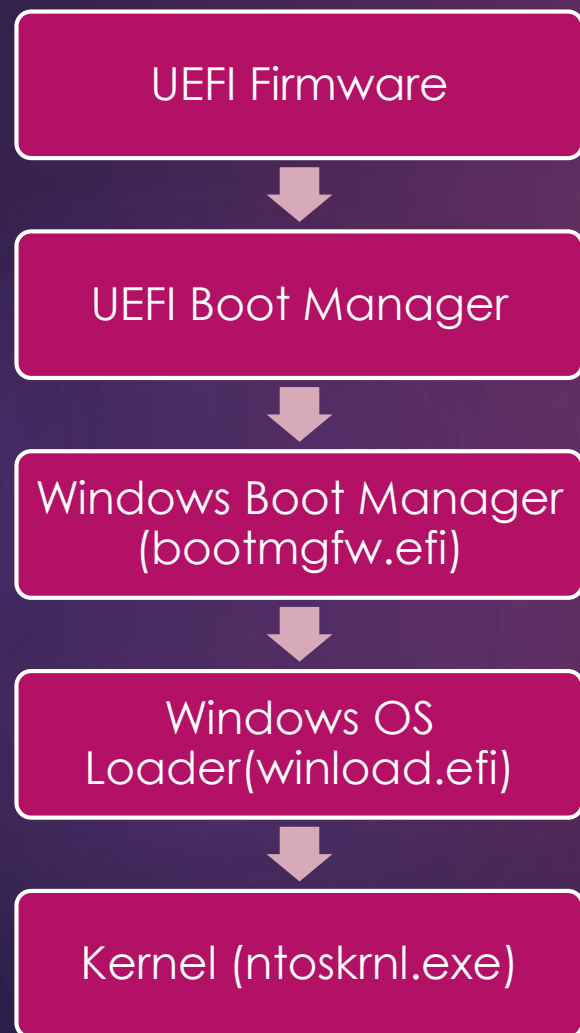 UEFI Firmware
UEFI Boot Manager
Windows Boot Manager
(bootmgfw.efi)
Windows OS
Loader(winload.efi)
Kernel (ntoskrnl.exe)